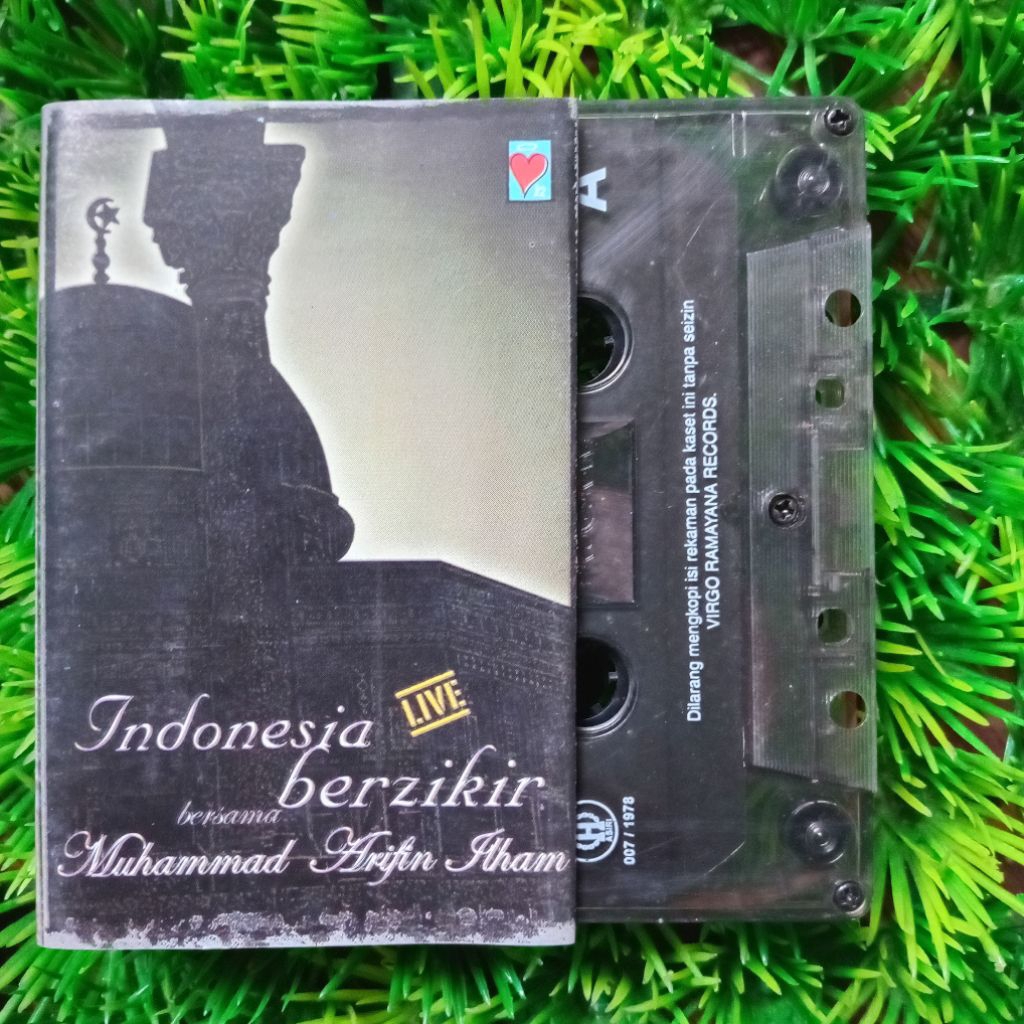 LIVE
Indonesia
berzikir
bersama
Muhammad Arifin Ilham
A
Dilarang mengkopi isi rekaman pada kaset ini tanpa seizin
VIRGO RAMAYANA RECORDS.
ASIRI
007 / 1978